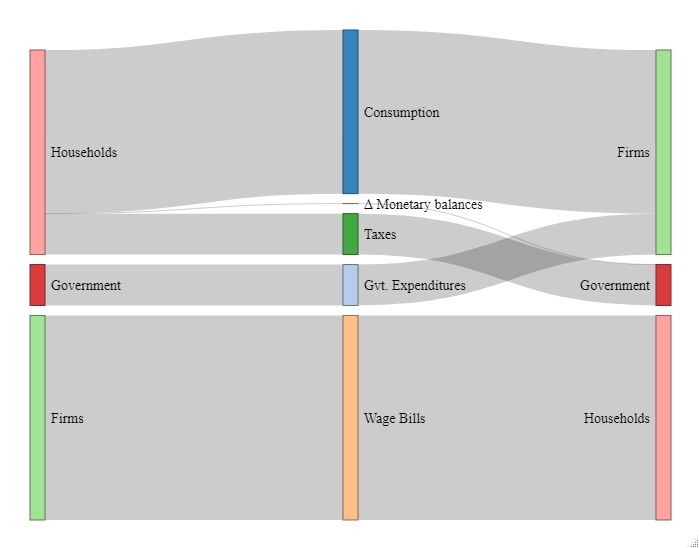 Consumption
Households
Firms
Δ Monetary balances
Taxes
Government
Gvt. Expenditures
Government
Firms
Wage Bills
Households